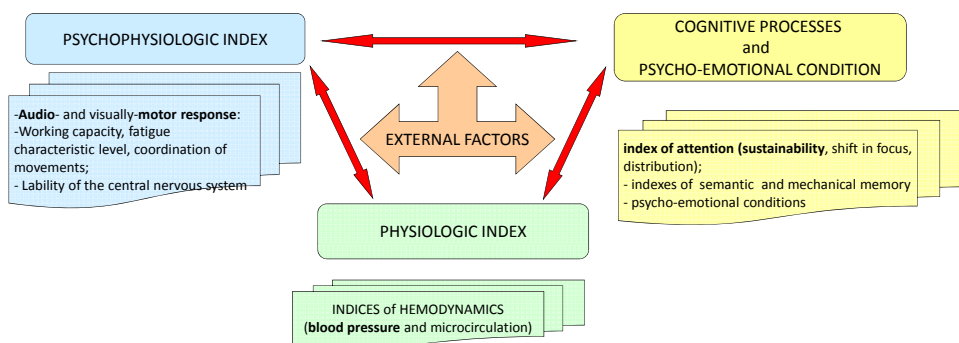 PSYCHOPHYSIOLOGIC INDEX
COGNITIVE PROCESSES
and
PSYCHO-EMOTIONAL CONDITION
-Audio- and visually-motor response:
-Working capacity, fatigue
characteristic level, coordination of
movements;
- Lability of the central nervous system
EXTERNAL FACTORS
index of attention (sustainability, shift in focus,
distribution);
- indexes of semantic and mechanical memory
- psycho-emotional conditions
PHYSIOLOGIC INDEX
INDICES of HEMODYNAMICS
(blood pressure and microcirculation)